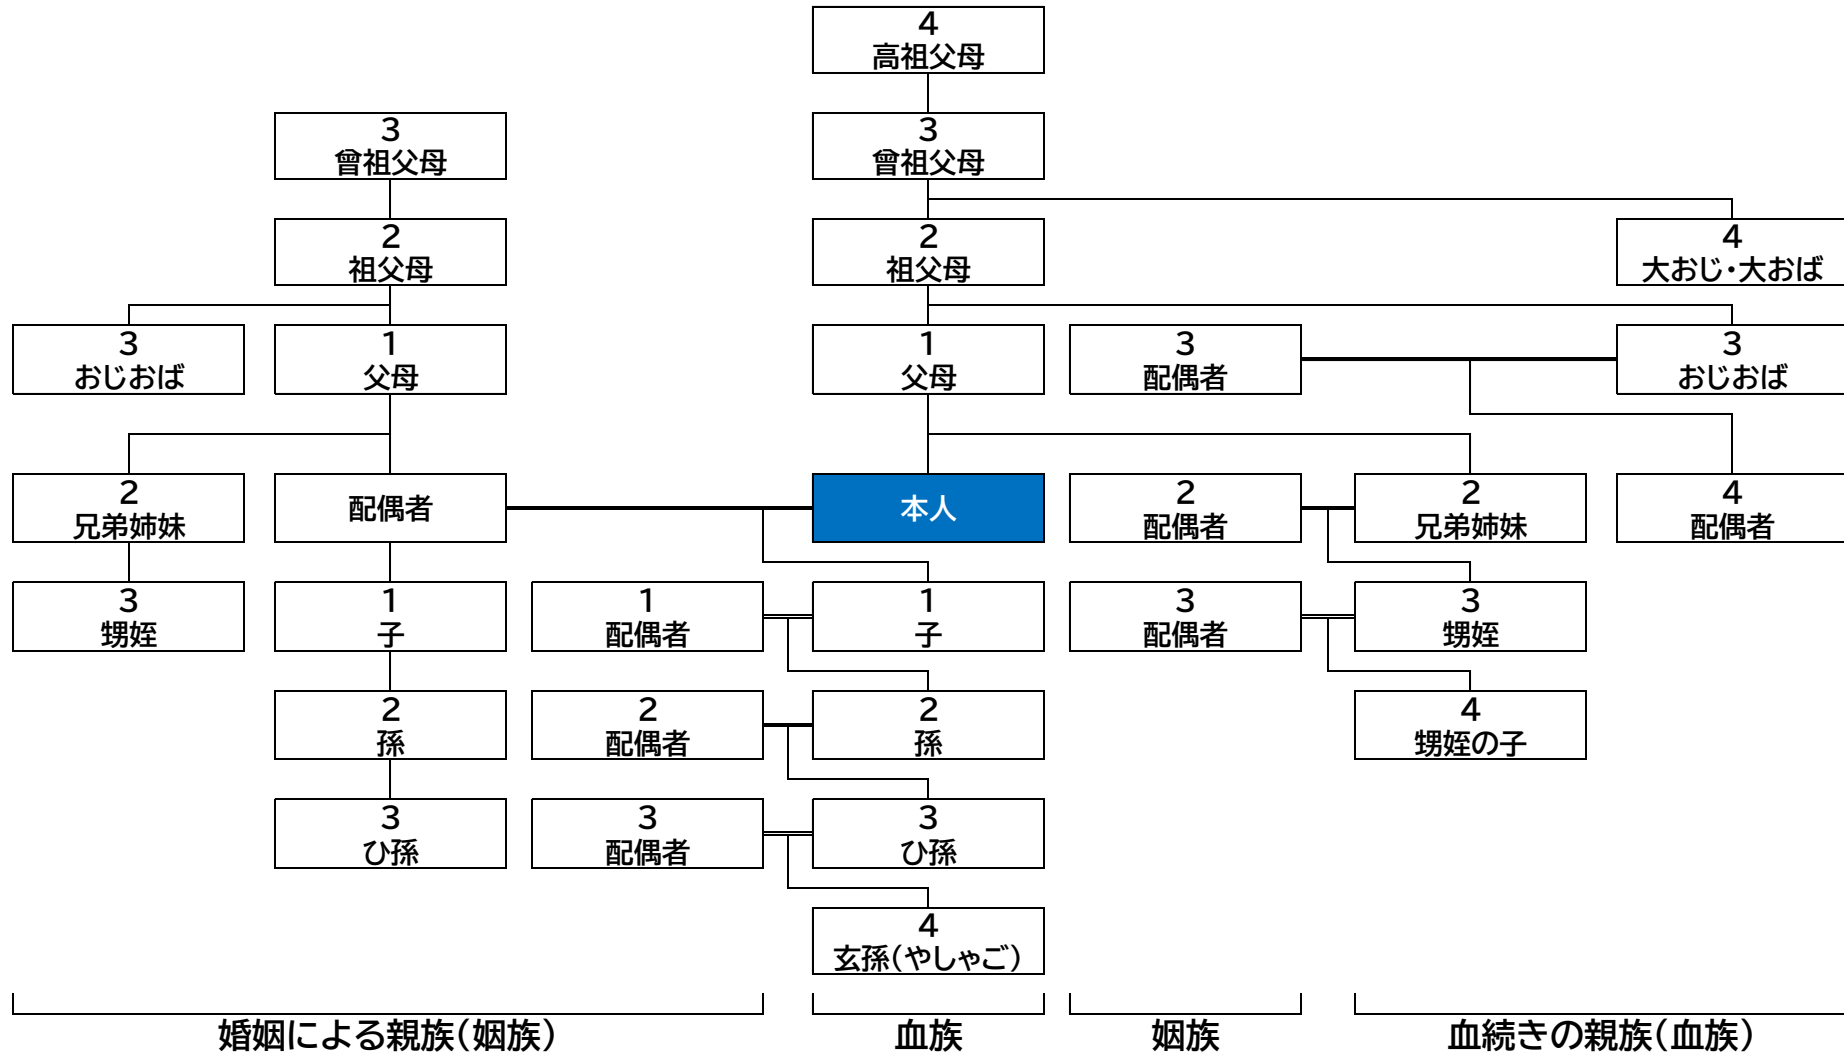 4
高祖父母
3
曾祖父母
3
曾祖父母
2
祖父母
2
祖父母
4
大おじ・大おば
3
おじおば
1
父母
1
父母
3
配偶者
3
おじおば
2
兄弟姉妹
配偶者
本人
2
配偶者
2
兄弟姉妹
4
配偶者
3
甥姪
1
子
1
配偶者
1
子
3
配偶者
3
甥姪
2
孫
2
配偶者
2
孫
4
甥姪の子
3
ひ孫
3
配偶者
3
ひ孫
4
玄孫(やしゃご)
婚姻による親族(姻族)
血族
姻族
血続きの親族(血族)